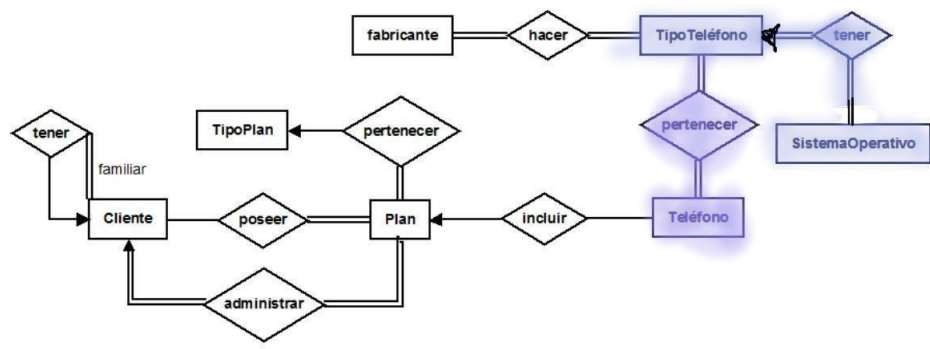 fabricante
hacer
TipoTeléfono
tener
tener
TipoPlan
pertenecer
pertenecer
SistemaOperativo
familiar
Cliente
poseer
Plan
incluir
Teléfono
administrar